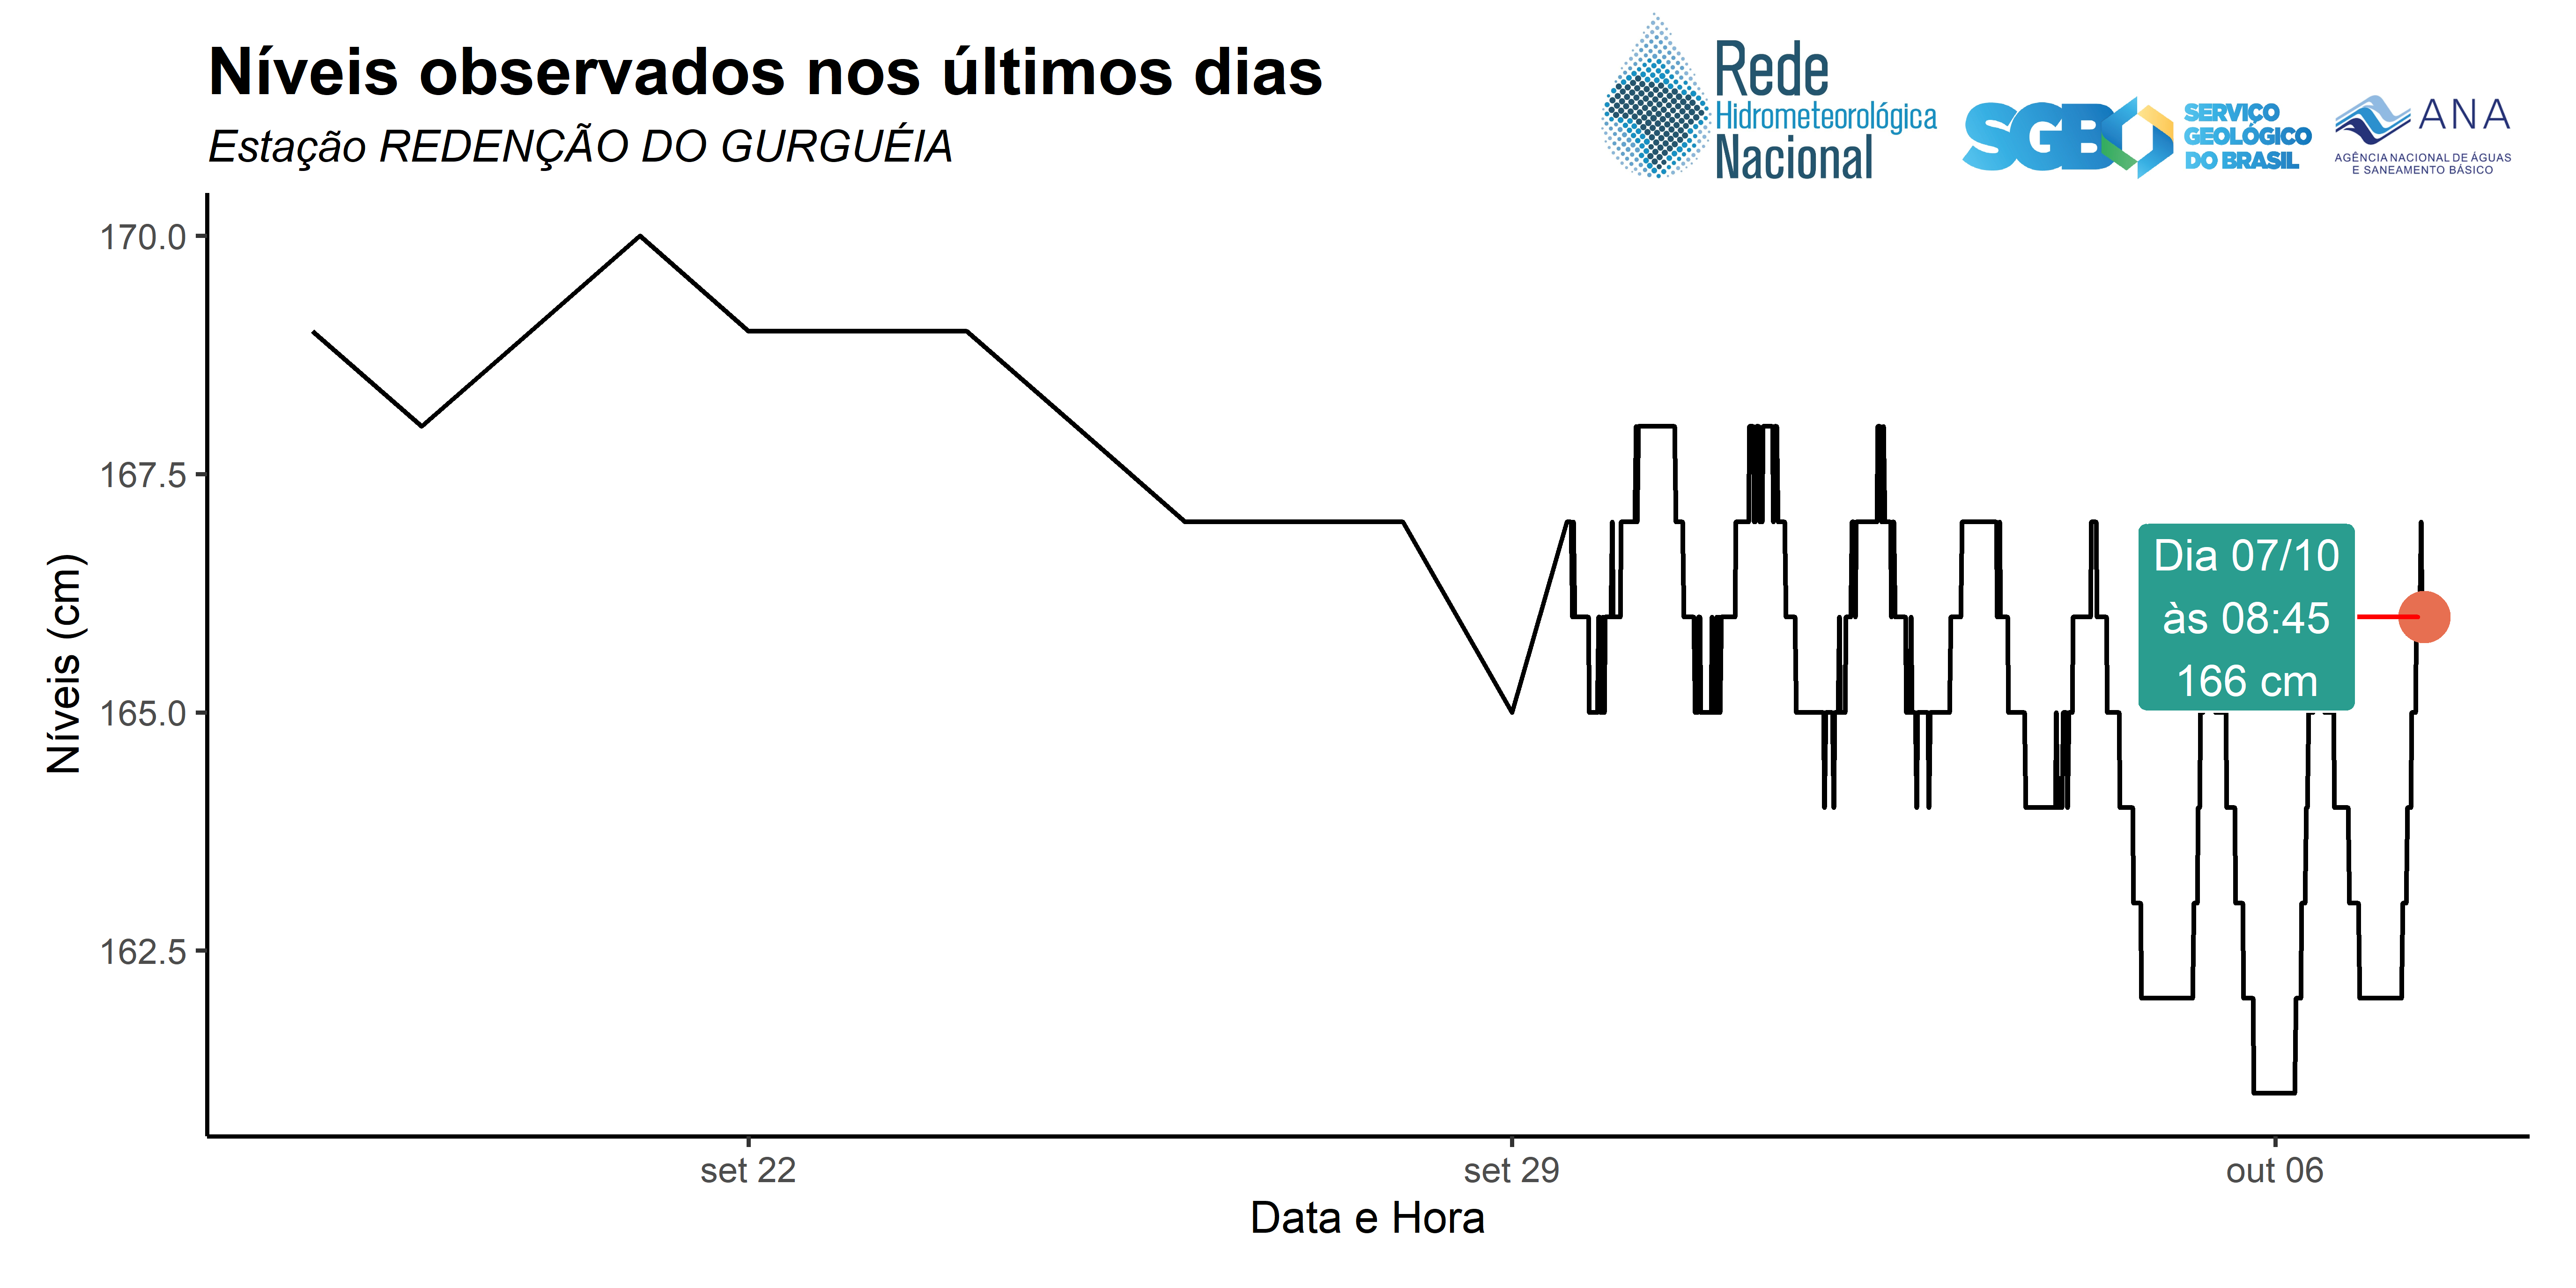 Níveis observados nos últimos dias
Estação REDENÇÃO DO GURGUÉIA
Rede
Hidrometeorológica
Nacional
SGB
SERVIÇO
GEOLÓGICO
DO BRASIL
ANA
AGÊNCIA NACIONAL DE ÁGUAS
E SANEAMENTO BÁSICO
170.0
167.5
165.0
162.5
Níveis (cm)
Dia 07/10
às 08:45
166 cm
set 22
set 29
out 06
Data e Hora